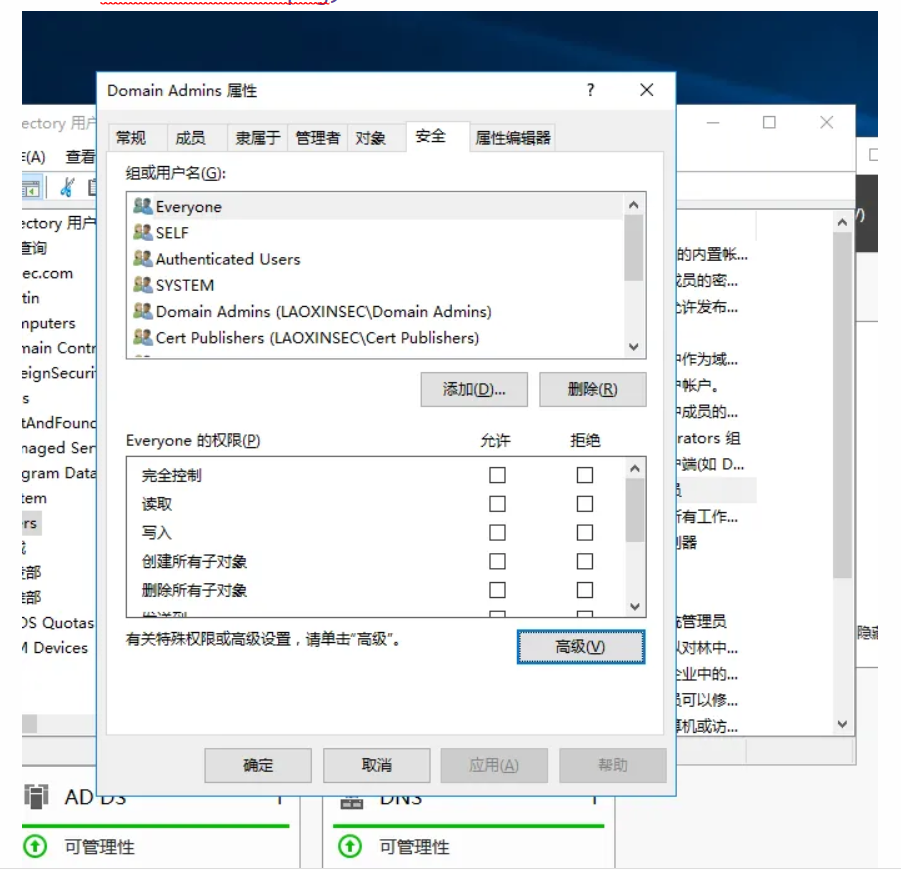 Domain Admins 属性
?
ectory 用户
常规 成员 隶属于 管理者 对象 安全 属性编辑器
(A) 查看
组或用户名(G):
Everyone
SELF
Authenticated Users
SYSTEM
Domain Admins (LAOXINSEC\Domain Admins)
Cert Publishers (LAOXINSEC\Cert Publishers)
添加(D)... 删除(R)
Everyone 的权限(P) 允许 拒绝
完全控制
读取
写入
创建所有子对象
删除所有子对象
发送到
有关特殊权限或高级设置，请单击"高级"。
高级(V)
确定 取消 应用(A) 帮助
ectory 用户
查询
ec.com
tin
mputers
main Contr
eignSecuri
s
tAndFound
naged Ser
gram Data
tem
ers
部
部
DS Quotas
M Devices
的内置帐...
成员的密...
允许发布...
作为域...
帐户。
成员的...
rators 组
户端(如 D...
员
所有工作...
制器
统管理员
以对林中...
企业中的...
员可以修...
算机或访...
隐藏
AD DS 1
DNS 1
可管理性
可管理性